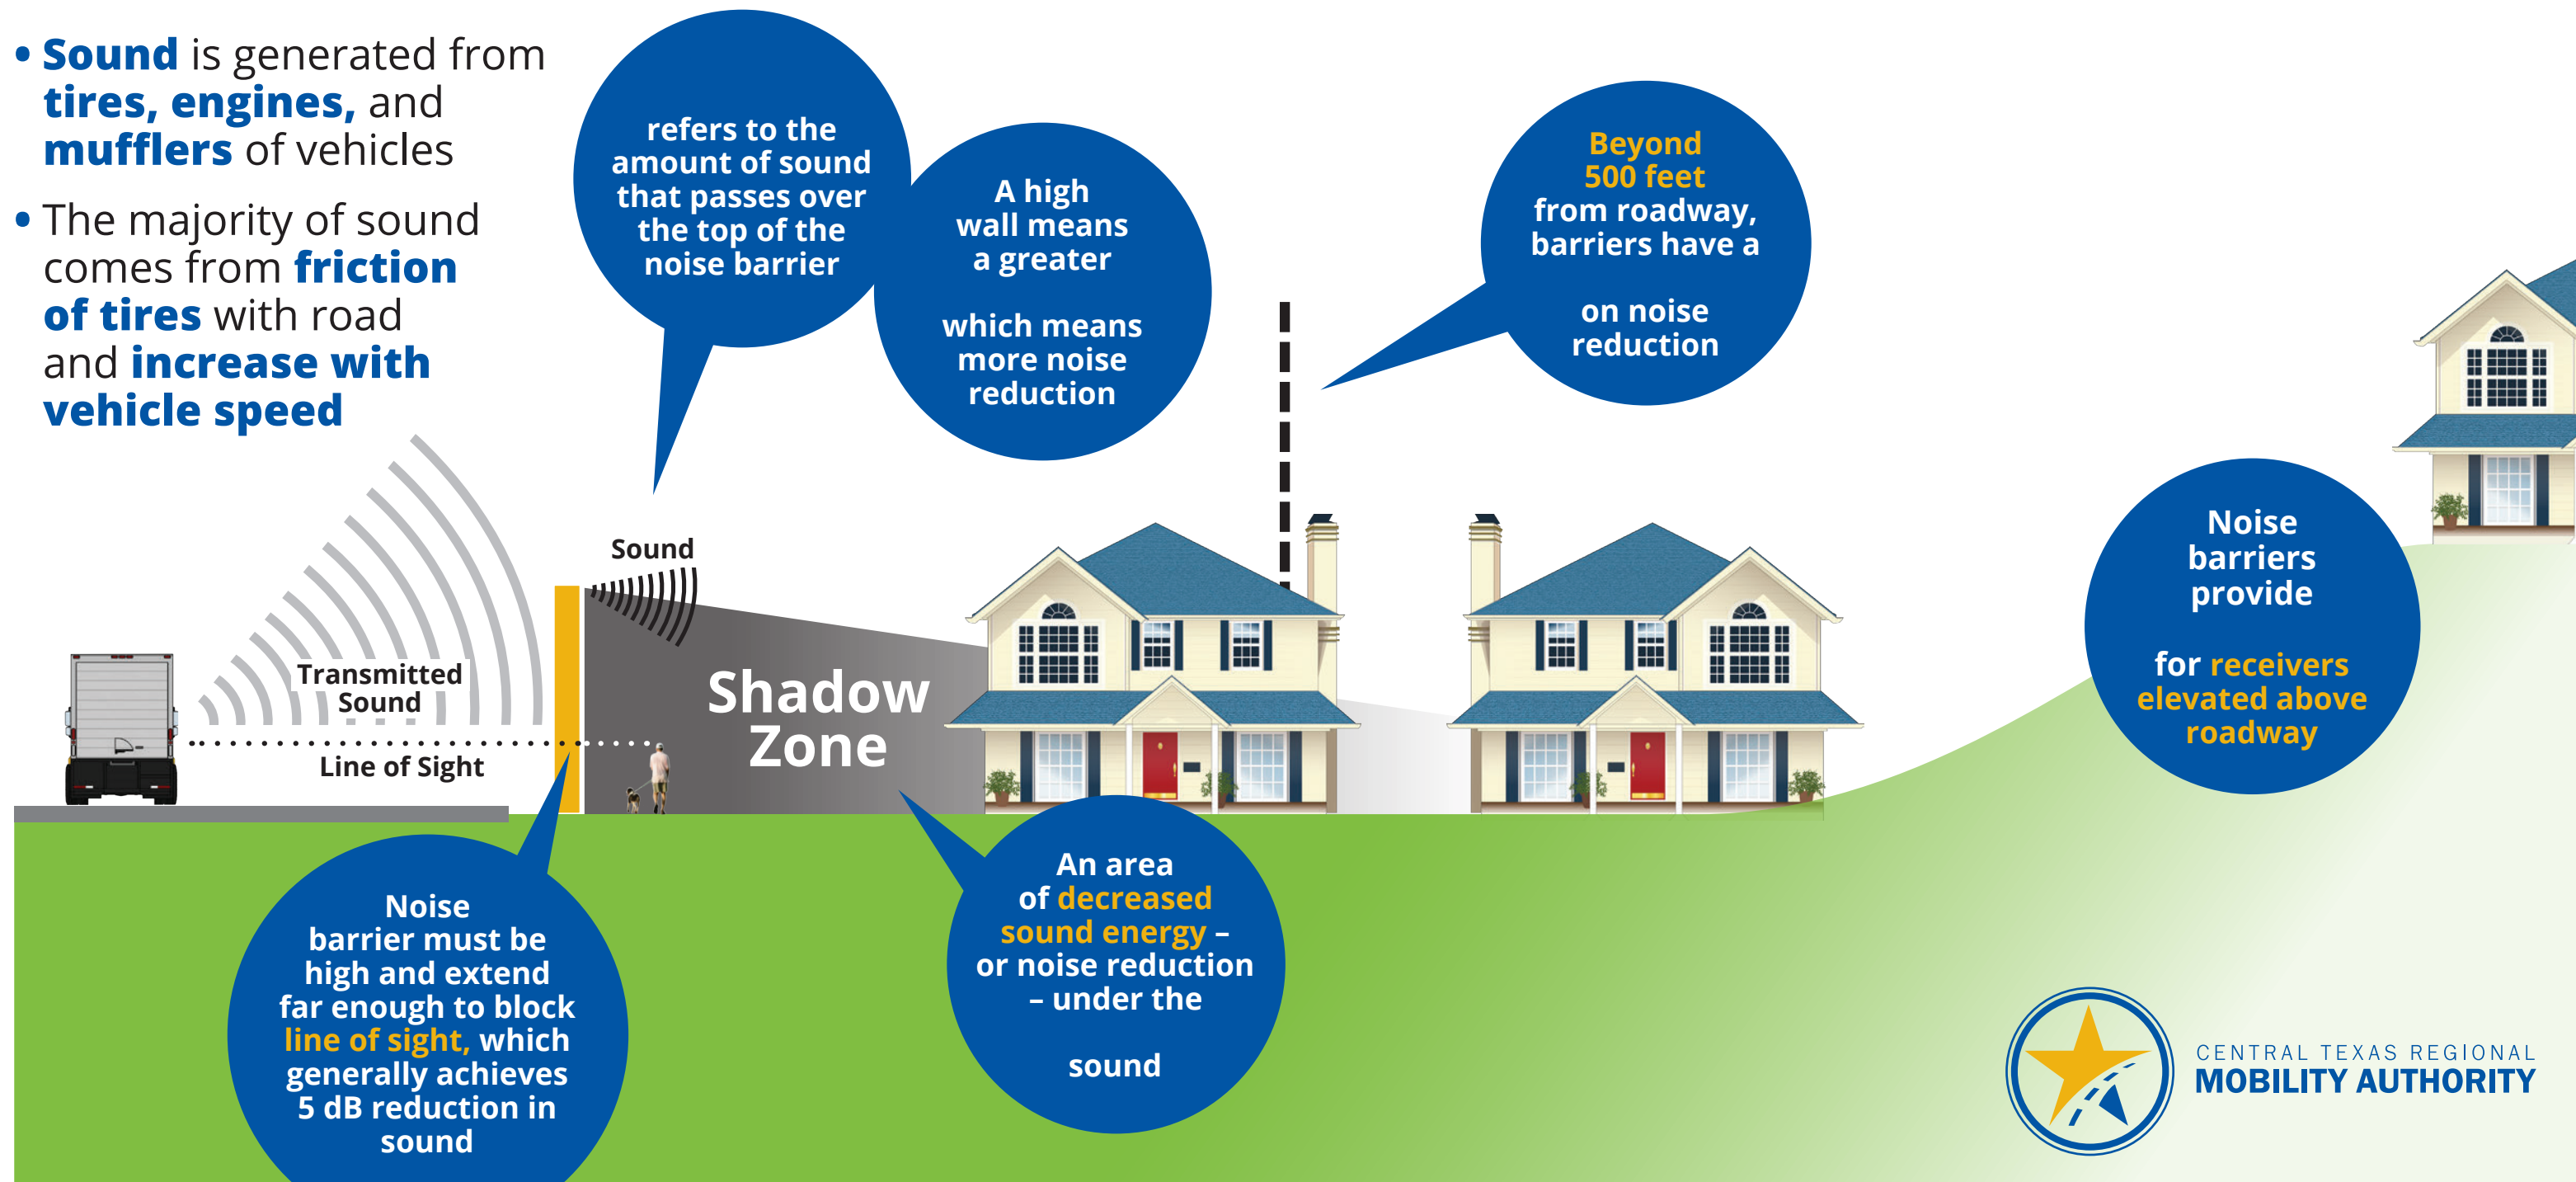 • Sound is generated from
tires, engines, and
mufflers of vehicles
• The majority of sound
comes from friction
of tires with road
and increase with
vehicle speed
refers to the
amount of sound
that passes over
the top of the
noise barrier
A high
wall means
a greater
which means
more noise
reduction
Beyond
500 feet
from roadway,
barriers have a
on noise
reduction
Sound
Transmitted
Sound
Line of Sight
Shadow
Zone
Noise
barriers
provide
for receivers
elevated above
roadway
Noise
barrier must be
high and extend
far enough to block
line of sight, which
generally achieves
5 dB reduction in
sound
An area
of decreased
sound energy –
or noise reduction
– under the
sound
CENTRAL TEXAS REGIONAL
MOBILITY AUTHORITY